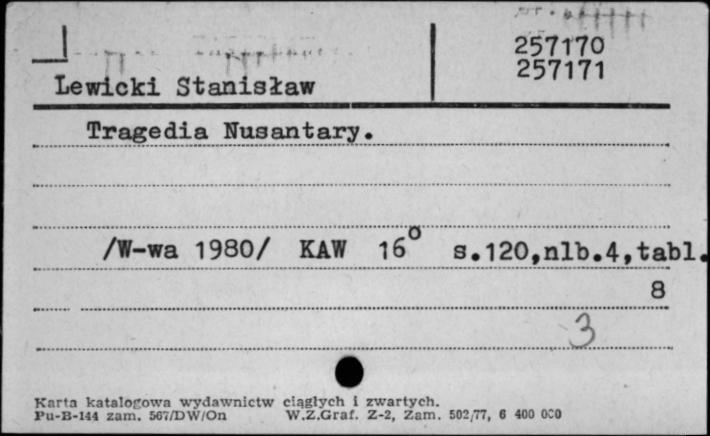 257170
257171
Lewicki Stanisław
Tragedia Nusantary.
/W-wa 1980/ KAW 16° s.120,nlb.4,tabl.
8
3
Karta katalogowa wydawnictw ciągłych i zwartych.
Pu-B-144 zam. 567/DW/On W.Z.Graf. Z-2, Zam. 502/77, 6 400 000